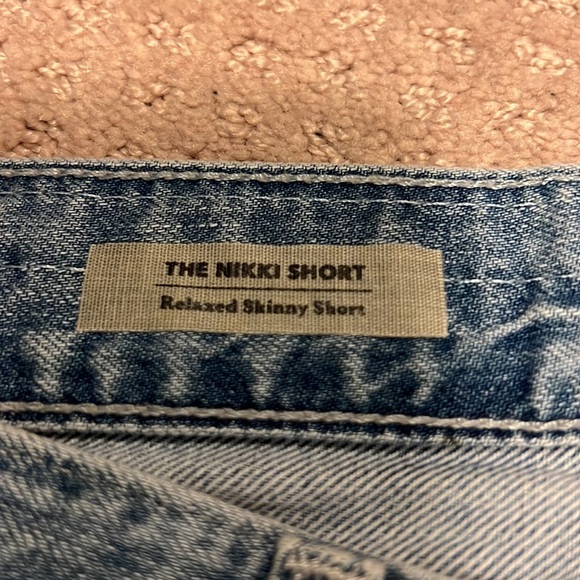 THE NIKKI SHORT
Relaxed Skinny Short